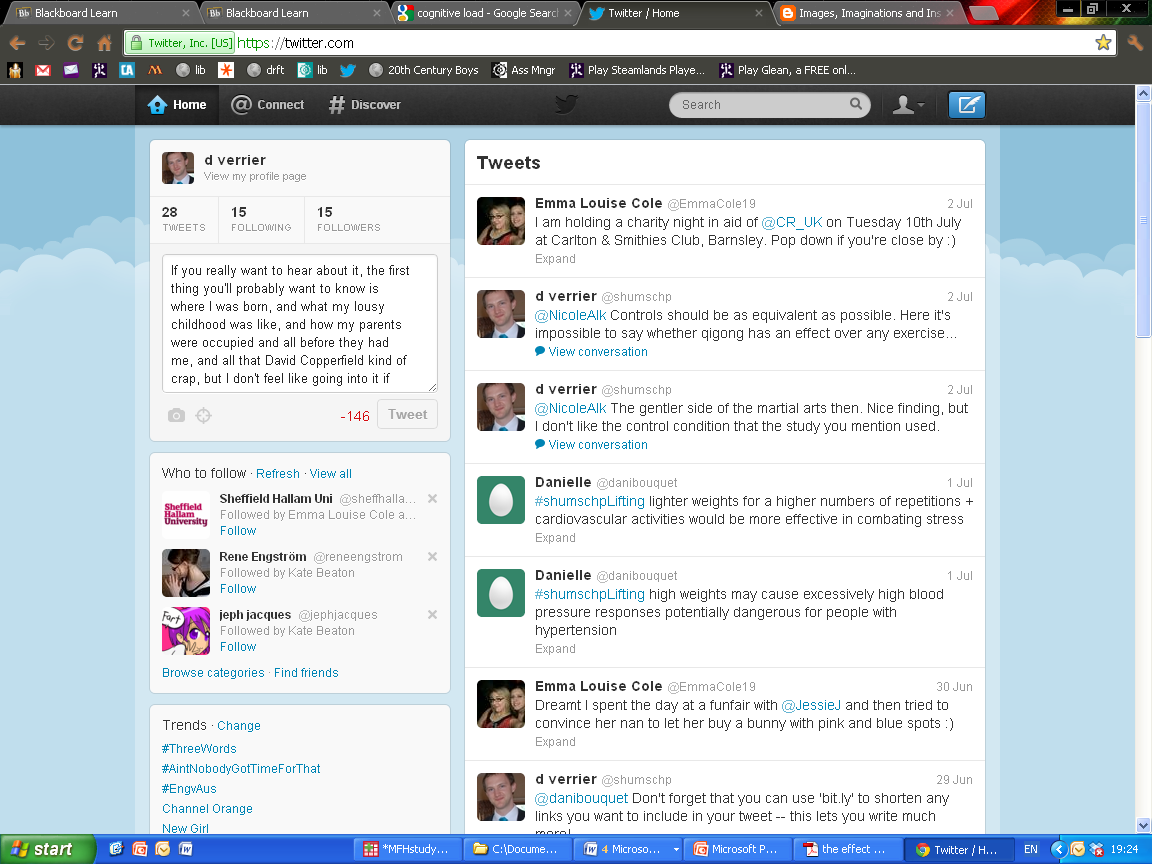 Blackboard Learn
Blackboard Learn
cognitive load - Google Search
Twitter / Home
Images, Imaginations and Ins
Twitter, Inc. [US] https://twitter.com
lib
drft
lib
20th Century Boys
Ass Mngr
Play Steamlands Playe...
Play Glean, a FREE onl...
Home
Connect
Discover
Search
d verrier
View my profile page
28 15 15
TWEETS FOLLOWING FOLLOWERS
If you really want to hear about it, the first
thing you'll probably want to know is
where I was born, and what my lousy
childhood was like, and how my parents
were occupied and all before they had
me, and all that David Copperfield kind of
crap, but I don't feel like going into it if
-146 Tweet
Who to follow · Refresh · View all
Sheffield Hallam University
Sheffield Hallam Uni @sheffhalla...
Followed by Emma Louise Cole a...
Follow
Rene Engström @reneengstrom
Followed by Kate Beaton
Follow
Fart
jeph jacques @jephjacques
Followed by Kate Beaton
Follow
Browse categories · Find friends
Trends · Change
#ThreeWords
#AintNobodyGotTimeForThat
#EngvAus
Channel Orange
New Girl
Tweets
Emma Louise Cole @EmmaCole19 2 Jul
I am holding a charity night in aid of @CR_UK on Tuesday 10th July
at Carlton & Smithies Club, Barnsley. Pop down if you're close by :)
Expand
d verrier @shumschp 2 Jul
@NicoleAlk Controls should be as equivalent as possible. Here it's
impossible to say whether qigong has an effect over any exercise...
View conversation
d verrier @shumschp 2 Jul
@NicoleAlk The gentler side of the martial arts then. Nice finding, but
I don't like the control condition that the study you mention used.
View conversation
Danielle @danibouquet 1 Jul
#shumschpLifting lighter weights for a higher numbers of repetitions +
cardiovascular activities would be more effective in combating stress
Expand
Danielle @danibouquet 1 Jul
#shumschpLifting high weights may cause excessively high blood
pressure responses potentially dangerous for people with
hypertension
Expand
Emma Louise Cole @EmmaCole19 30 Jun
Dreamt I spent the day at a funfair with @JessieJ and then tried to
convince her nan to let her buy a bunny with pink and blue spots :)
Expand
d verrier @shumschp 29 Jun
@danibouquet Don't forget that you can use 'bit.ly' to shorten any
links you want to include in your tweet -- this lets you write much
more!
start
*MFHstudy...
C:\Docume...
4 Microso...
Microsoft P...
the effect ...
Twitter / H...
EN
19:24